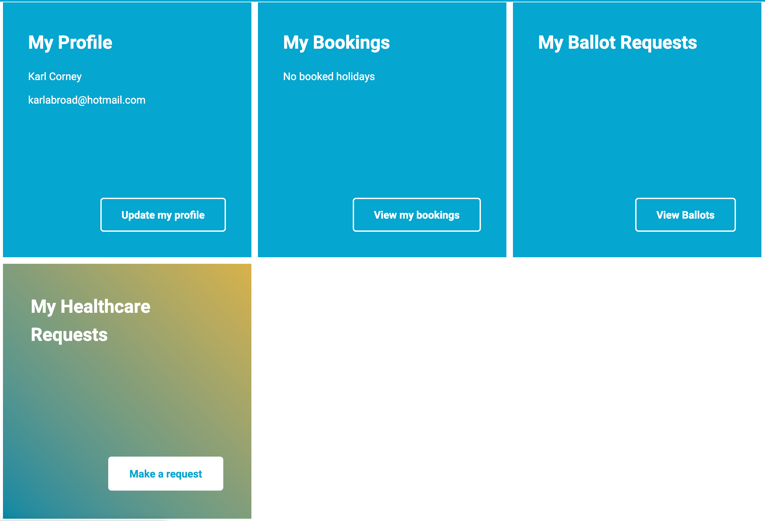 My Profile
Karl Corney
karlabroad@hotmail.com
Update my profile
My Bookings
No booked holidays
View my bookings
My Ballot Requests
View Ballots
My Healthcare
Requests
Make a request